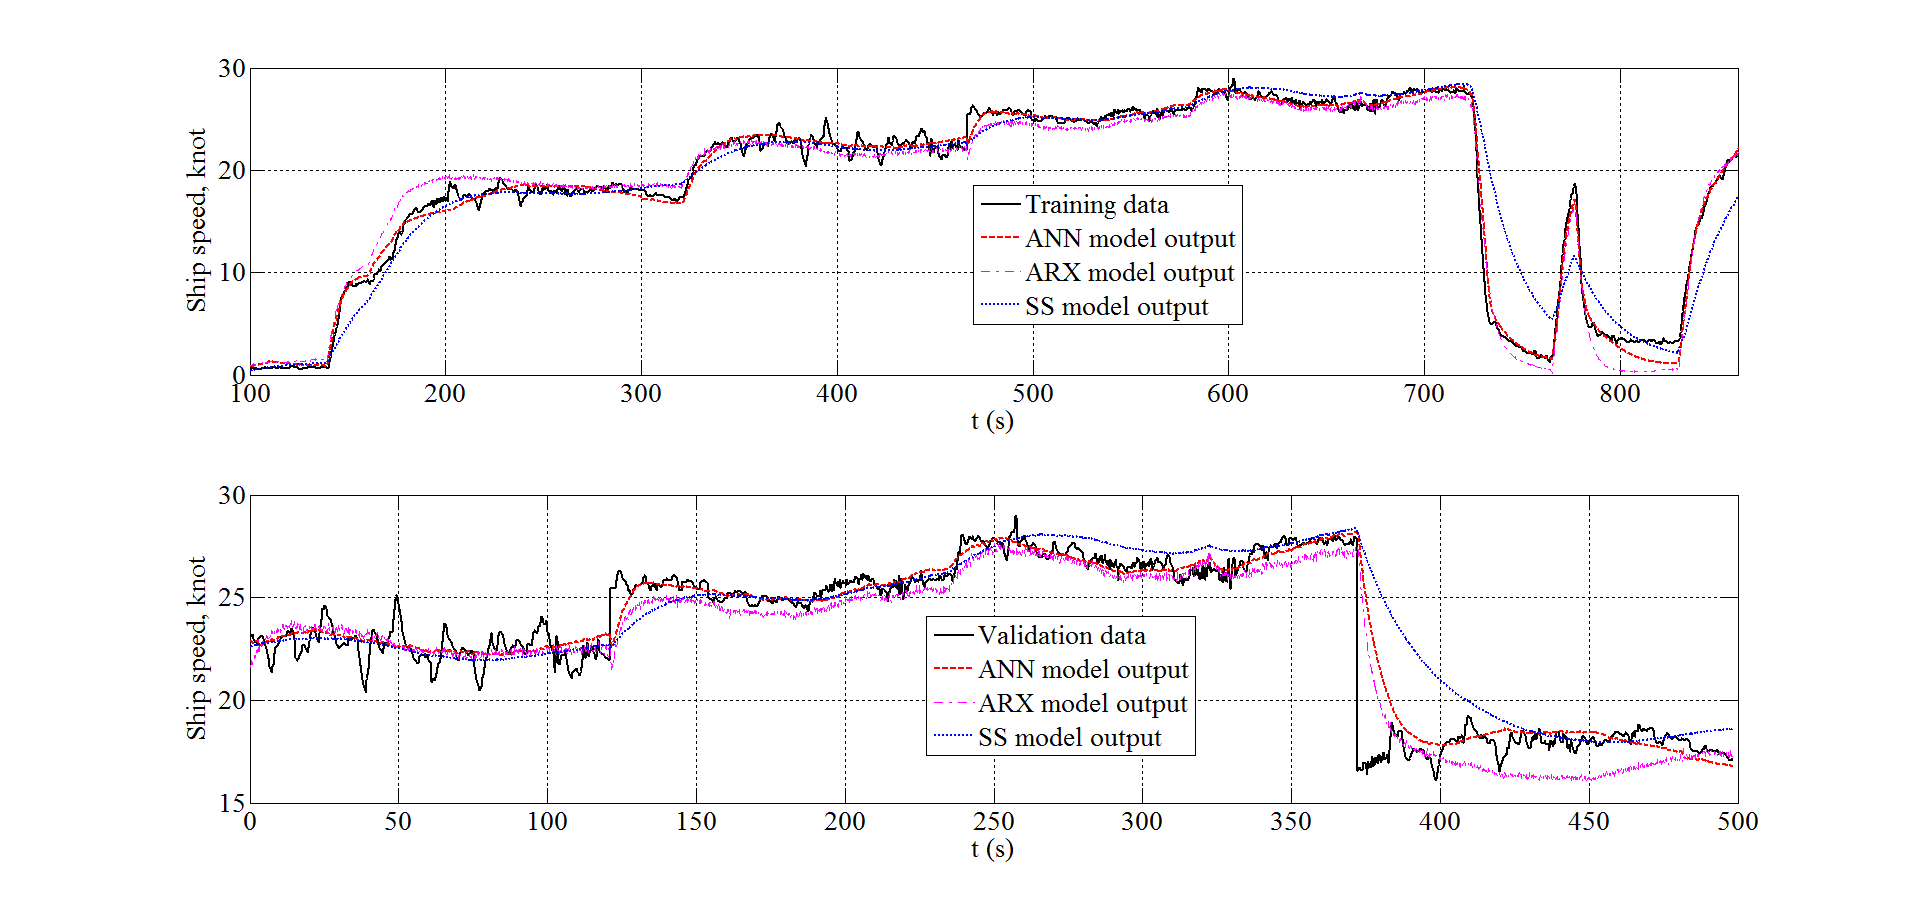 30
20
10
0
Ship speed, knot
Training data
ANN model output
ARX model output
SS model output
100 200 300 400 500 600 700 800
t (s)
30
25
20
15
Ship speed, knot
Validation data
ANN model output
ARX model output
SS model output
0 50 100 150 200 250 300 350 400 450 500
t (s)